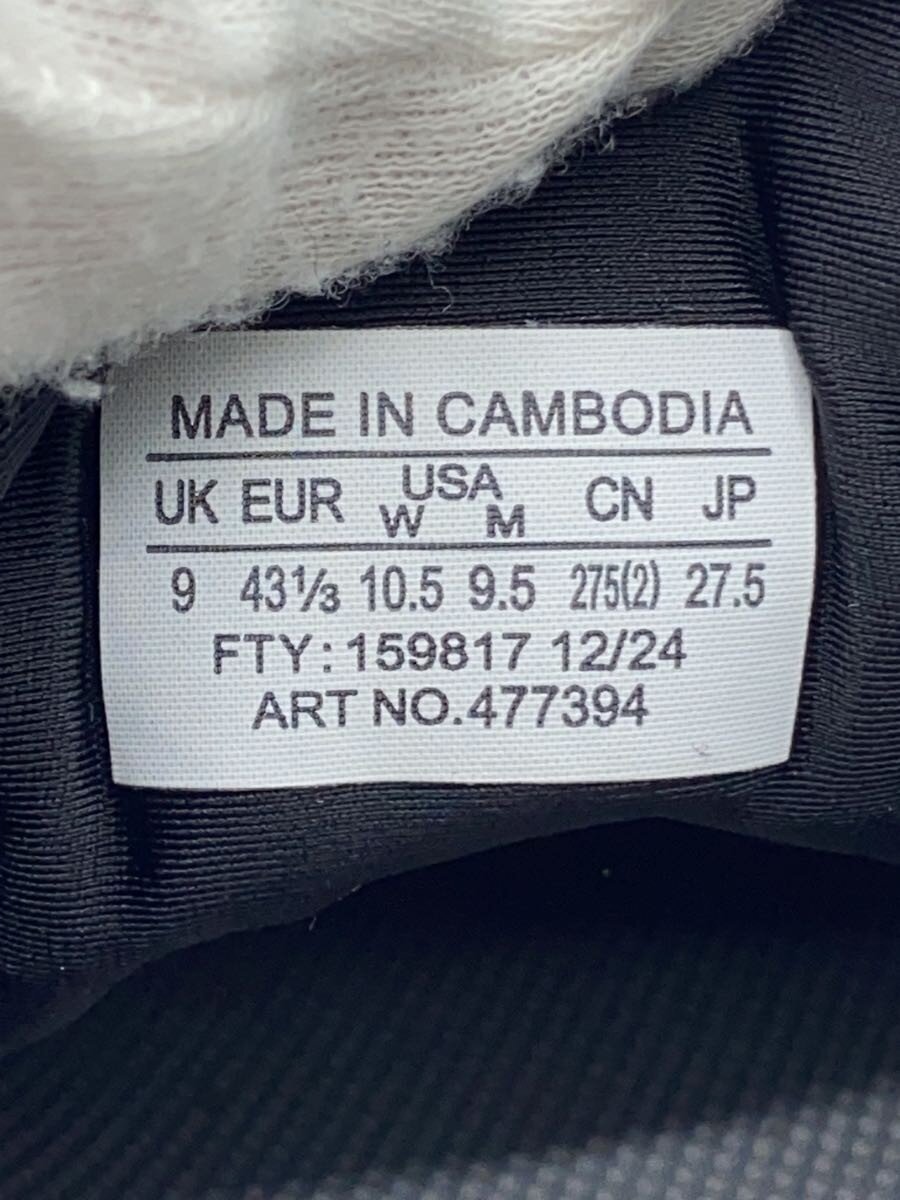 MADE IN CAMBODIA
UK EUR USA CN JP
W M
9 43⅓ 10.5 9.5 275(2) 27.5
FTY: 159817 12/24
ART NO.477394